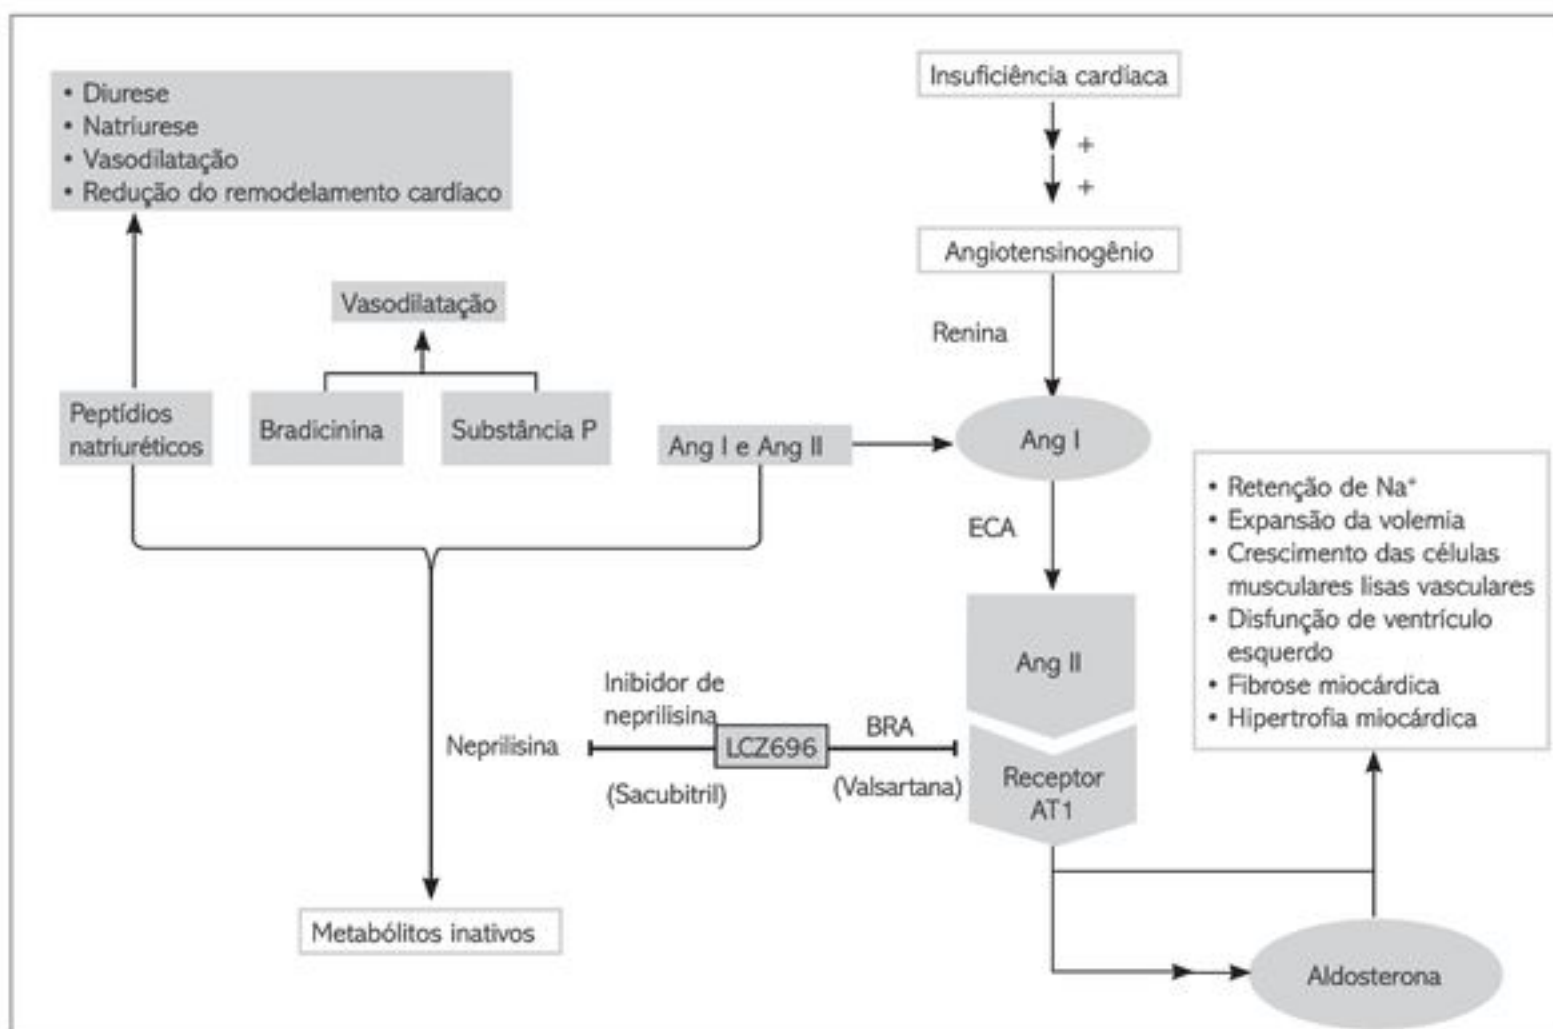 • Diurese
• Natriurese
• Vasodilatação
• Redução do remodelamento cardíaco
Insuficiência cardíaca
+
+
Angiotensinogênio
Renina
Vasodilatação
Peptídios
natriuréticos
Bradicinina
Substância P
Ang I e Ang II
Ang I
ECA
• Retenção de Na⁺
• Expansão da volemia
• Crescimento das células
musculares lisas vasculares
• Disfunção de ventrículo
esquerdo
• Fibrose miocárdica
• Hipertrofia miocárdica
Ang II
Inibidor de
neprilisina
Neprilisina
LCZ696
BRA
(Sacubitril)
(Valsartana)
Receptor
AT1
Metabólitos inativos
Aldosterona